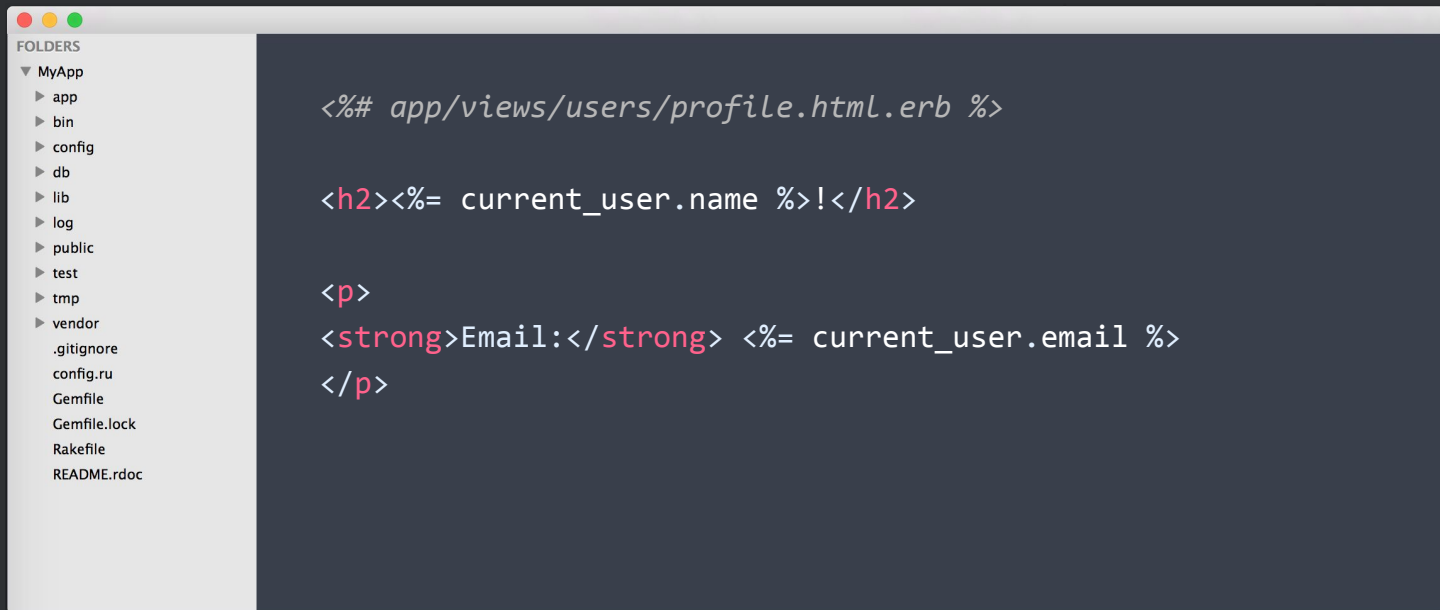 FOLDERS
MyApp
app
bin
config
db
lib
log
public
test
tmp
vendor
.gitignore
config.ru
Gemfile
Gemfile.lock
Rakefile
README.rdoc
<%# app/views/users/profile.html.erb %>
<h2><%= current_user.name %>!</h2>
<p>
<strong>Email:</strong> <%= current_user.email %>
</p>